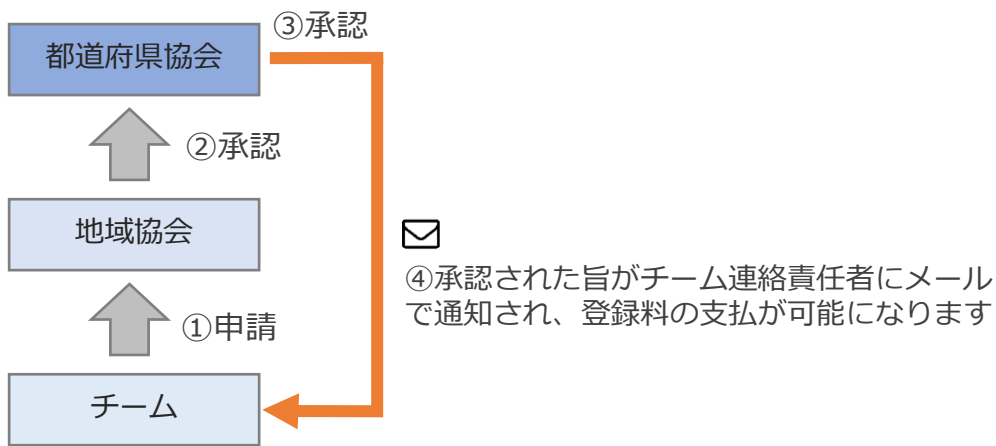 ③承認
都道府県協会
②承認
地域協会
④承認された旨がチーム連絡責任者にメール
で通知され、登録料の支払が可能になります
①申請
チーム